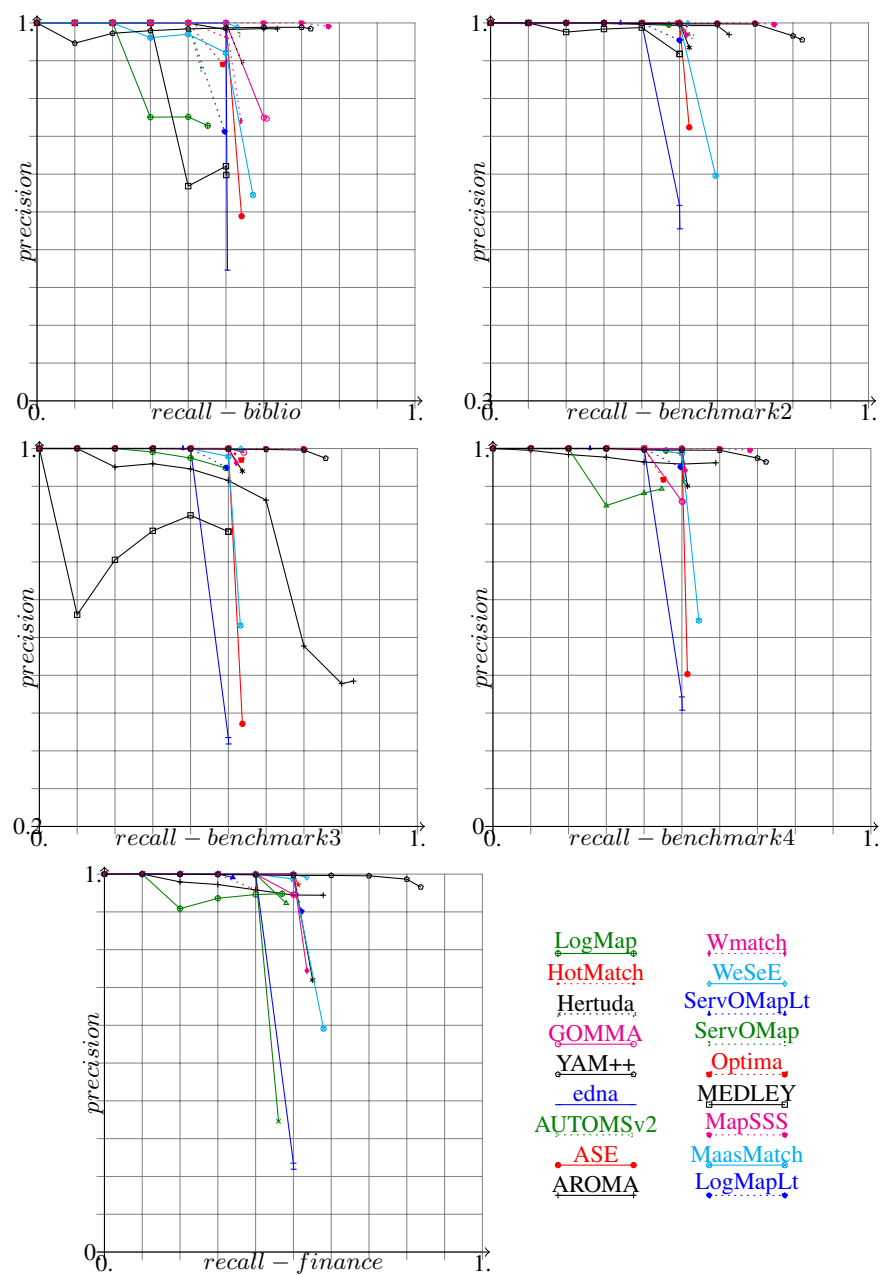 1.
precision
0.
0.
recall − biblio
1.
1.
precision
0.3
0.
recall − benchmark2
1.
1.
precision
0.2
0.
recall − benchmark3
1.
1.
precision
0.
0.
recall − benchmark4
1.
1.
precision
0.
0.
recall − finance
1.
LogMap
HotMatch
Hertuda
GOMMA
YAM++
edna
AUTOMSv2
ASE
AROMA
Wmatch
WeSeE
ServOMapLt
ServOMap
Optima
MEDLEY
MapSSS
MaasMatch
LogMapLt